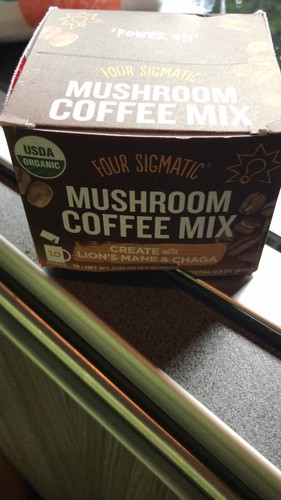 'POWER ON'
FOUR SIGMATIC®
MUSHROOM
COFFEE MIX
USDA
ORGANIC
FOUR SIGMATIC®
MUSHROOM
COFFEE MIX
10
CREATE WITH
LION'S MANE & CHAGA